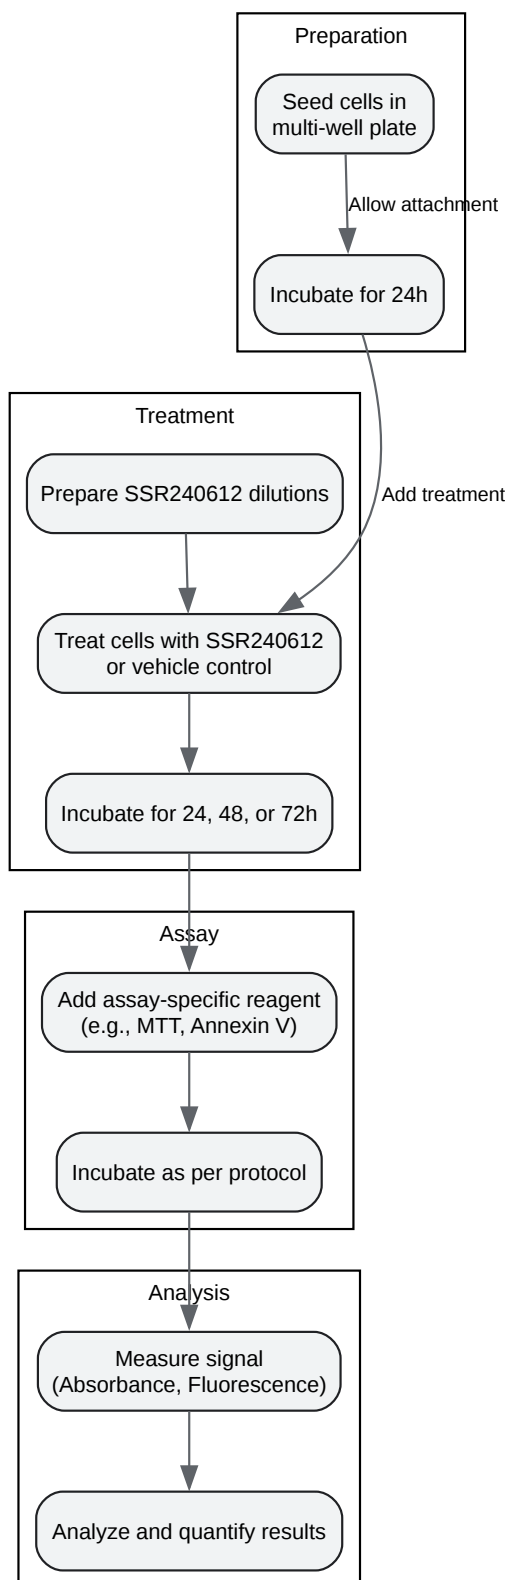 Preparation
Seed cells in
multi-well plate
Allow attachment
Incubate for 24h
Treatment
Prepare SSR240612 dilutions
Add treatment
Treat cells with SSR240612
or vehicle control
Incubate for 24, 48, or 72h
Assay
Add assay-specific reagent
(e.g., MTT, Annexin V)
Incubate as per protocol
Analysis
Measure signal
(Absorbance, Fluorescence)
Analyze and quantify results